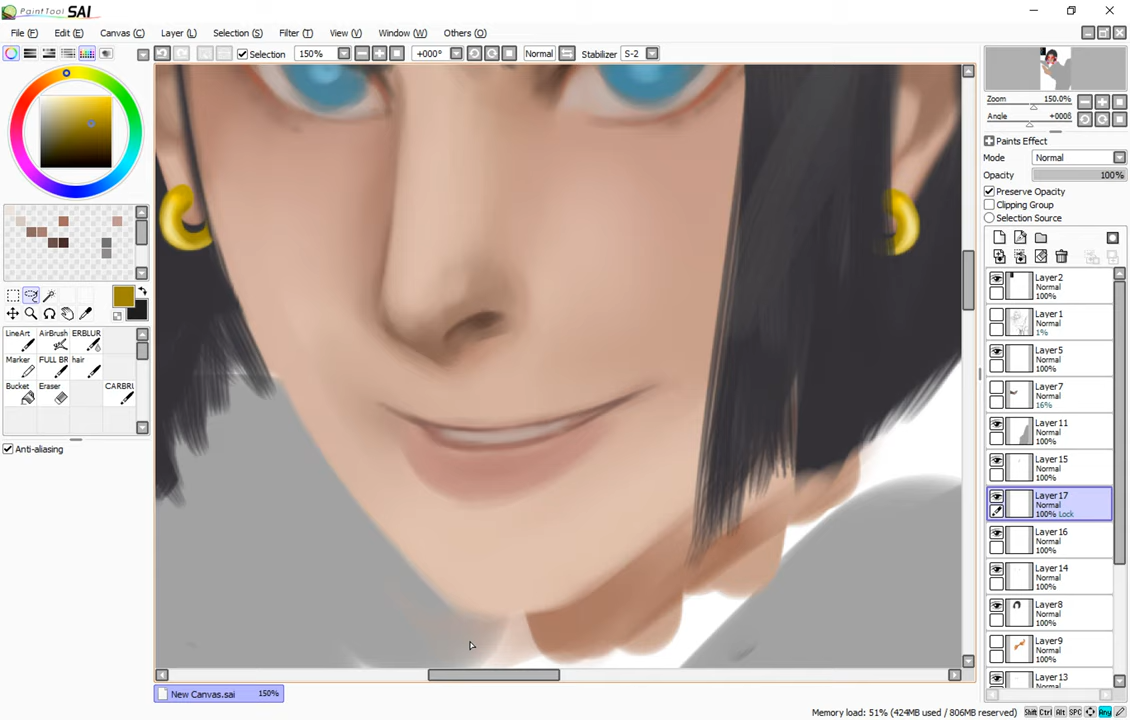 PaintTool SAI
File (F) Edit (E) Canvas (C) Layer (L) Selection (S) Filter (T) View (V) Window (W) Others (O)
Selection 150% +000° Normal Stabilizer S-2
Zoom 150.0%
Angle +000θ
Paints Effect
Mode Normal
Opacity 100%
Preserve Opacity
Clipping Group
Selection Source
LineArt AirBrush ERBLUR
Marker FULL BR hair
Bucket Eraser CARBRU
Anti-aliasing
Layer2
Normal
100%
Layer1
Normal
1%
Layer5
Normal
100%
Layer7
Normal
16%
Layer11
Normal
100%
Layer15
Normal
100%
Layer17
Normal
100% Lock
Layer16
Normal
100%
Layer14
Normal
100%
Layer8
Normal
100%
Layer9
Normal
100%
Layer13
Normal
New Canvas.sai 150%
Memory load: 51% (424MB used / 806MB reserved) Shift Ctrl Alt SPC Any